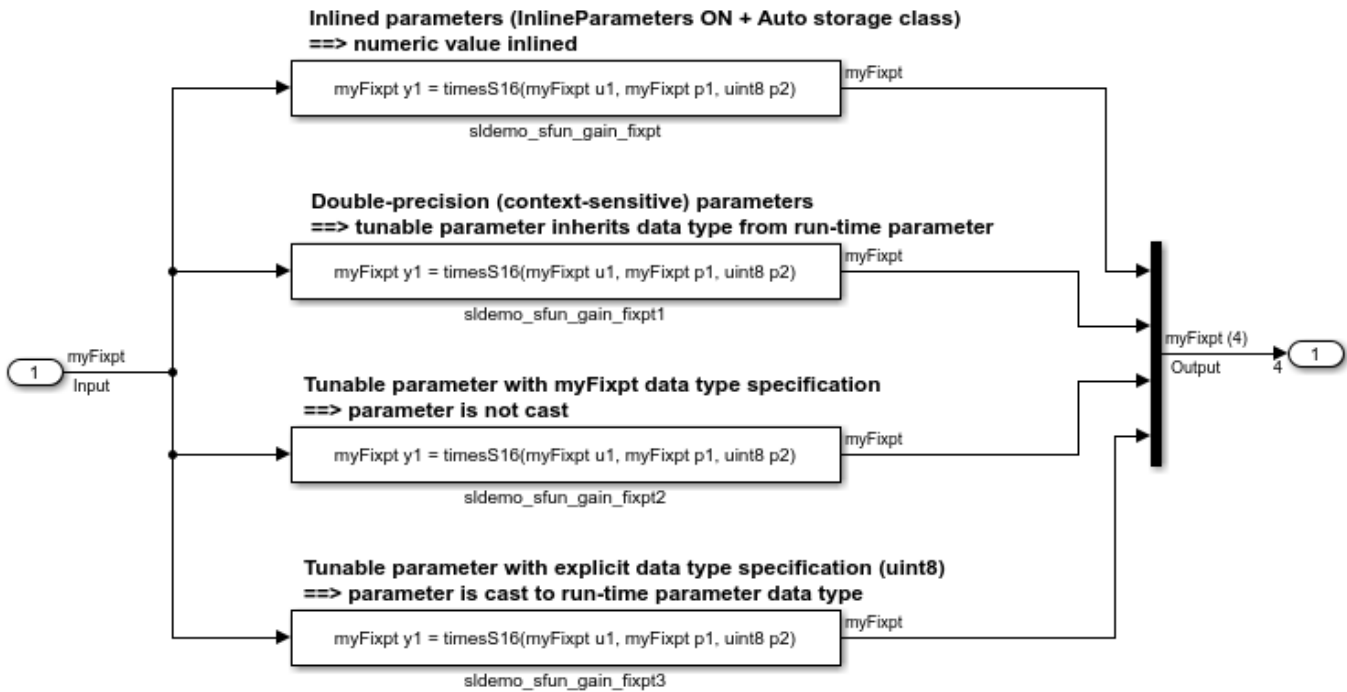 Inlined parameters (InlineParameters ON + Auto storage class)
==> numeric value inlined
myFixpt y1 = timesS16(myFixpt u1, myFixpt p1, uint8 p2)
myFixpt
sldemo_sfun_gain_fixpt
Double-precision (context-sensitive) parameters
==> tunable parameter inherits data type from run-time parameter
myFixpt y1 = timesS16(myFixpt u1, myFixpt p1, uint8 p2)
myFixpt
sldemo_sfun_gain_fixpt1
1
myFixpt
Input
myFixpt (4)
Output
4
1
Tunable parameter with myFixpt data type specification
==> parameter is not cast
myFixpt y1 = timesS16(myFixpt u1, myFixpt p1, uint8 p2)
myFixpt
sldemo_sfun_gain_fixpt2
Tunable parameter with explicit data type specification (uint8)
==> parameter is cast to run-time parameter data type
myFixpt y1 = timesS16(myFixpt u1, myFixpt p1, uint8 p2)
myFixpt
sldemo_sfun_gain_fixpt3